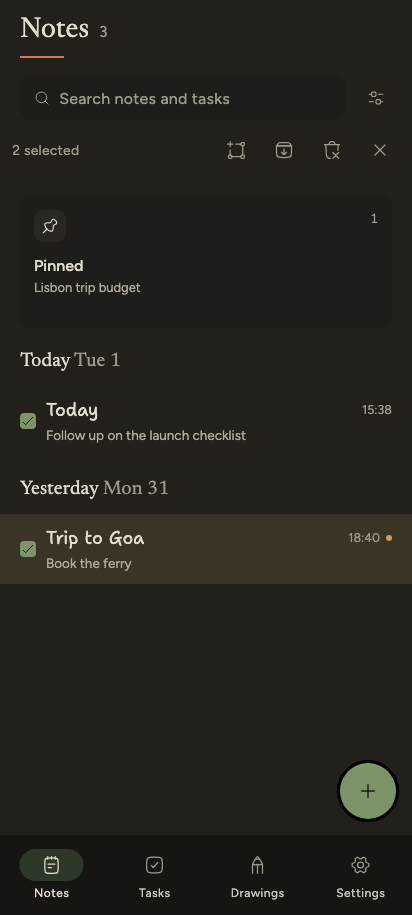 Notes 3
Search notes and tasks
2 selected
1
Pinned
Lisbon trip budget
Today Tue 1
Today 15:38
Follow up on the launch checklist
Yesterday Mon 31
Trip to Goa 18:40
Book the ferry
Notes Tasks Drawings Settings